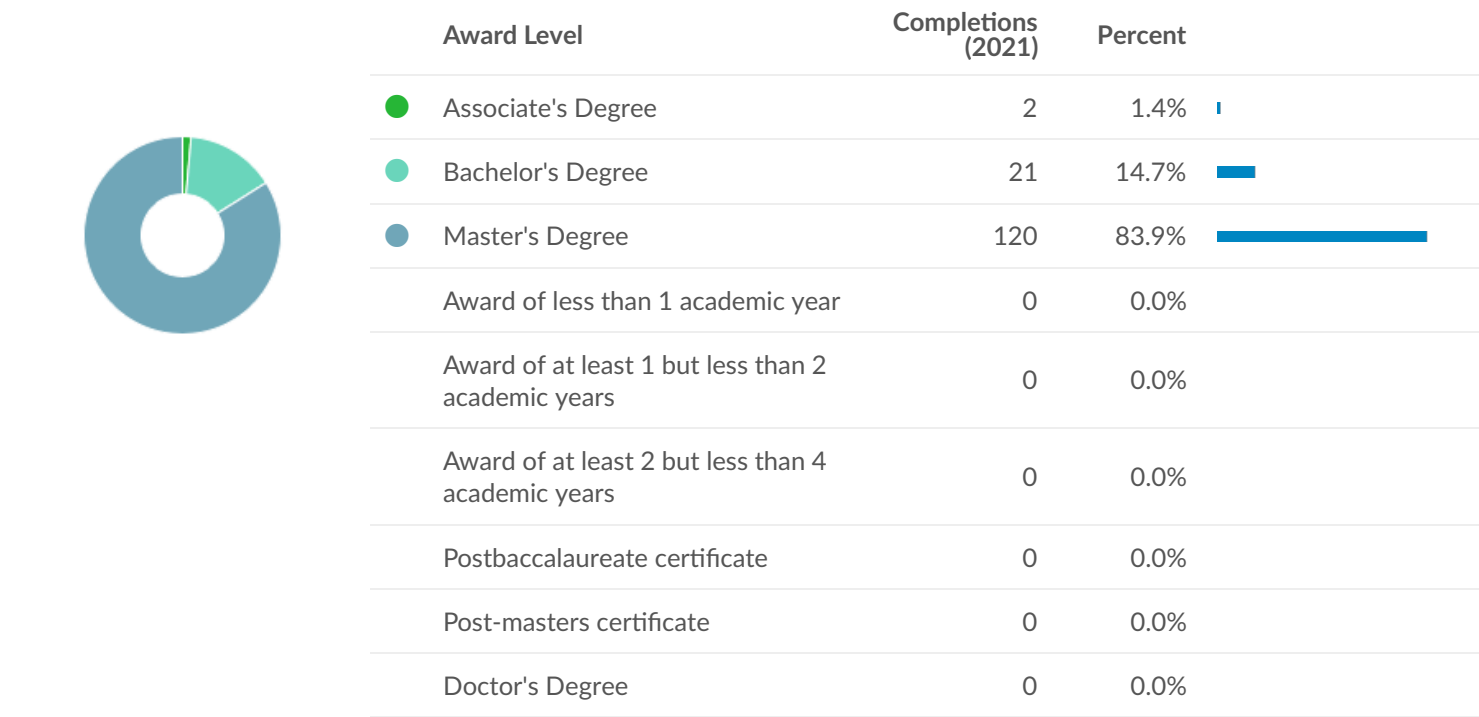 Award Level Completions (2021) Percent
Associate's Degree 2 1.4%
Bachelor's Degree 21 14.7%
Master's Degree 120 83.9%
Award of less than 1 academic year 0 0.0%
Award of at least 1 but less than 2
academic years 0 0.0%
Award of at least 2 but less than 4
academic years 0 0.0%
Postbaccalaureate certificate 0 0.0%
Post-masters certificate 0 0.0%
Doctor's Degree 0 0.0%